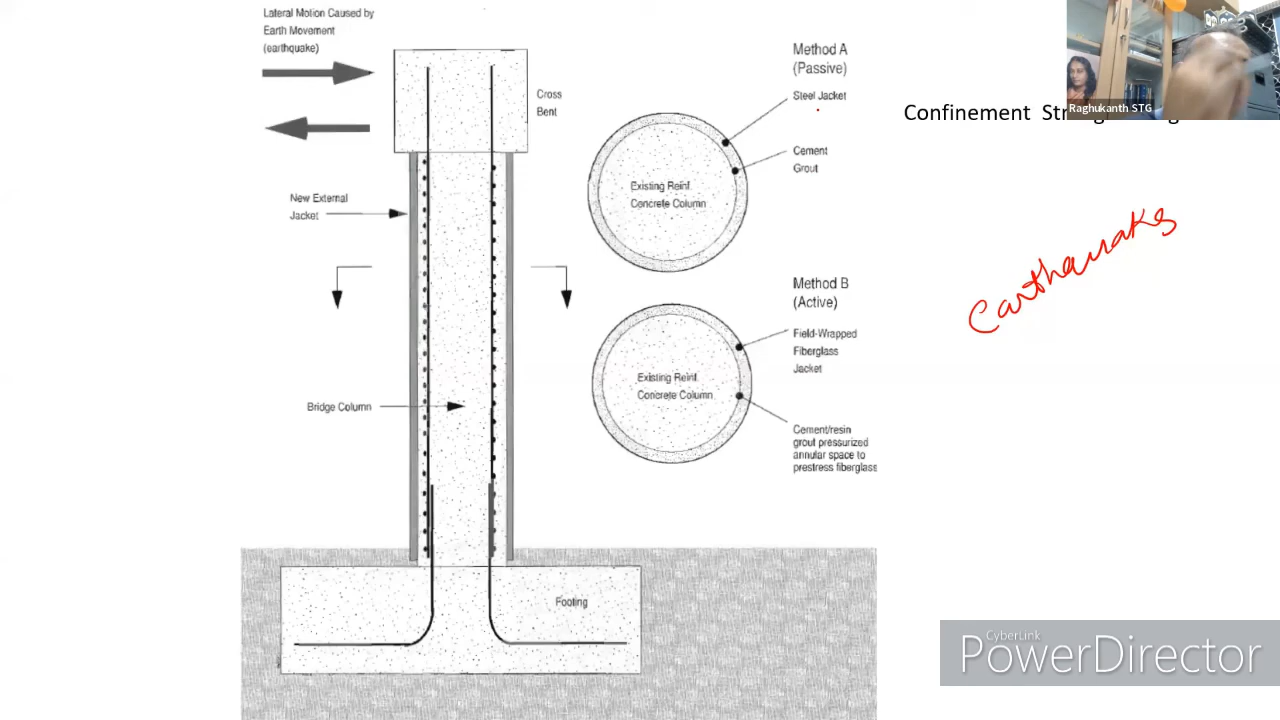 Lateral Motion Caused by
Earth Movement
(earthquake)
Cross
Bent
New External
Jacket
Bridge Column
Footing
Method A
(Passive)
Steel Jacket
Cement
Grout
Existing Reinf.
Concrete Column
Method B
(Active)
Field-Wrapped
Fiberglass
Jacket
Existing Reinf.
Concrete Column
Cement/resin
grout pressurized
annular space to
prestress fiberglass
Raghukanth STG
Confinement
CyberLink
PowerDirector